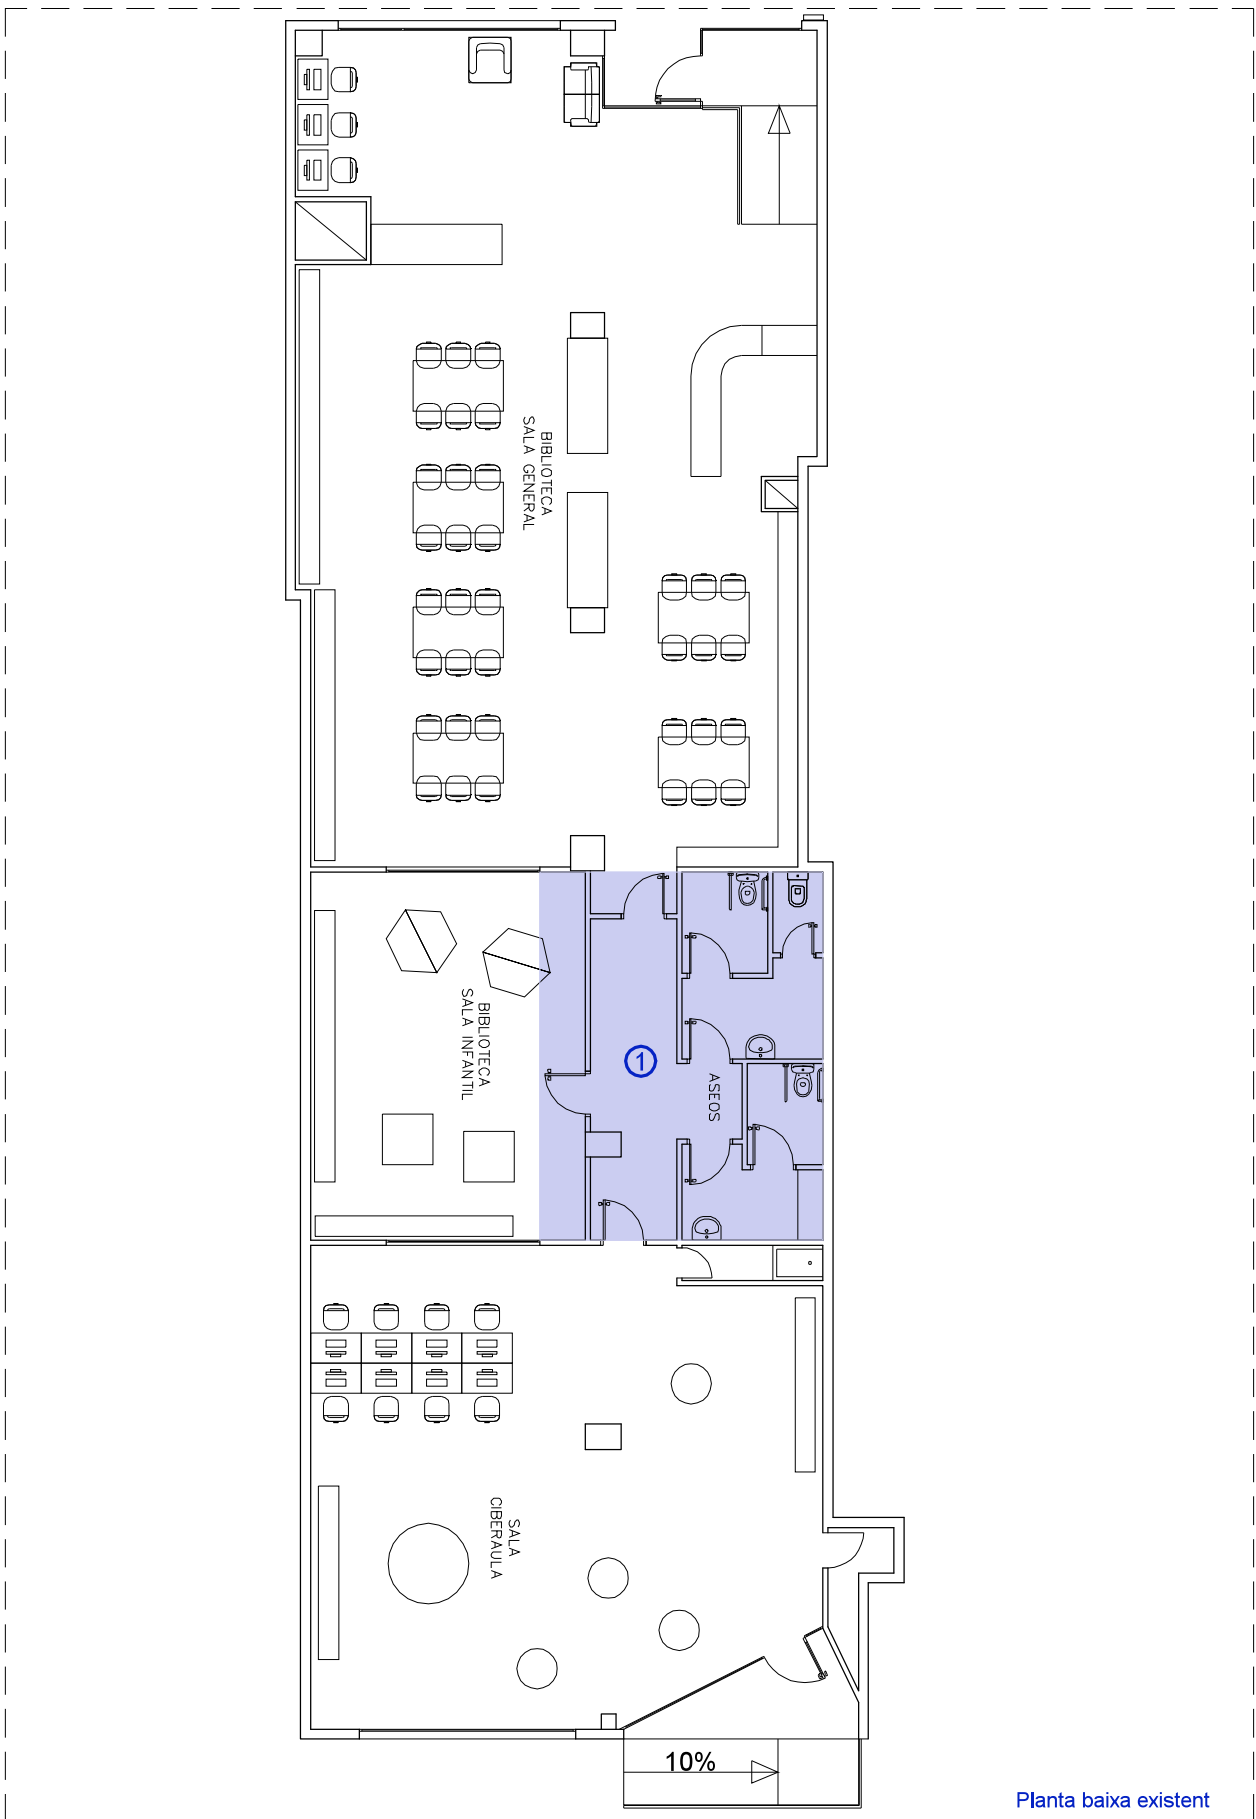 BIBLIOTECA
SALA GENERAL
BIBLIOTECA
SALA INFANTIL
1
ASEOS
SALA
CIBERAULA
10%
Planta baixa existent